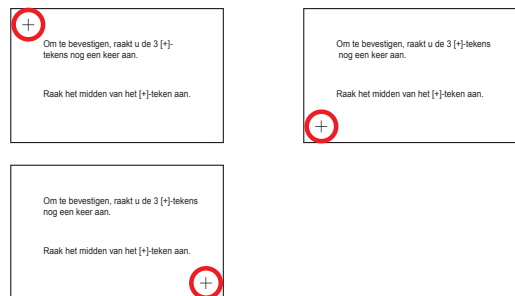 Om te bevestigen, raakt u de 3 [+]-
tekens nog een keer aan.
Raak het midden van het [+]-teken aan.
Om te bevestigen, raakt u de 3 [+]-tekens
nog een keer aan.
Raak het midden van het [+]-teken aan.
Om te bevestigen, raakt u de 3 [+]-tekens
nog een keer aan.
Raak het midden van het [+]-teken aan.